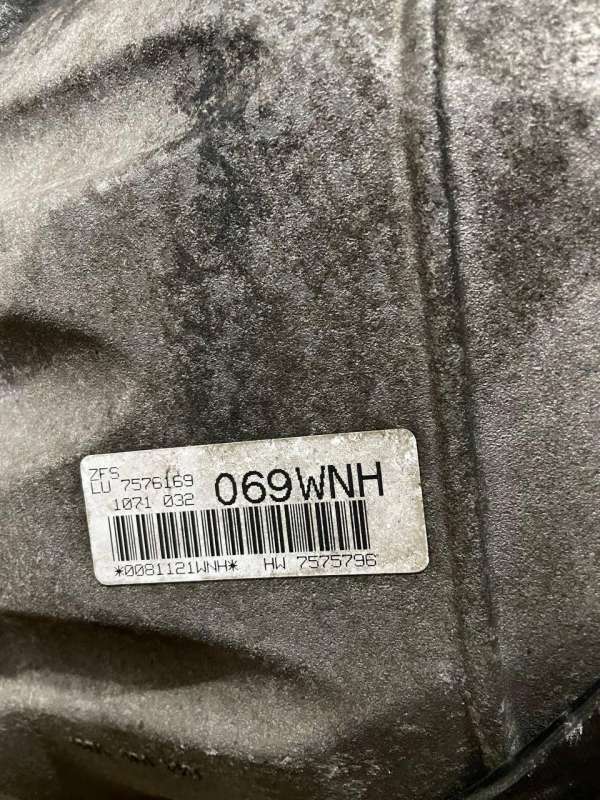 ZFS
LU 7576169
1071 032
069WNH
*0081121WNH* HW 7575796